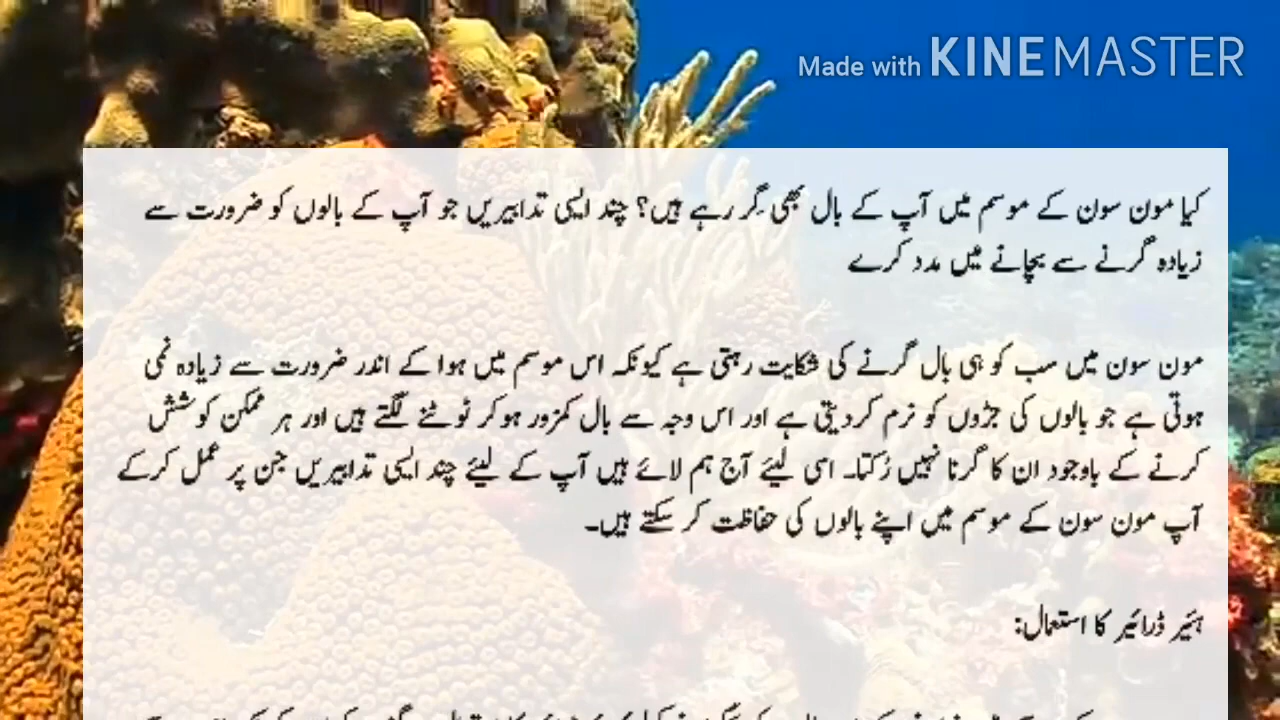 Made with KINEMASTER
کیا مون سون کے موسم میں آپ کے بال بھی گر رہے ہیں؟ چند ایسی تدابیریں جو آپ کے بالوں کو ضرورت سے
زیادہ گرنے سے بچانے میں مدد کرے
مون سون میں سب کو ہی بال گرنے کی شکایت رہتی ہے کیونکہ اس موسم میں ہوا کے اندر ضرورت سے زیادہ نمی
ہوتی ہے جو بالوں کی جڑوں کو نرم کردیتی ہے اور اس وجہ سے بال کمزور ہو کر ٹوٹنے لگتے ہیں اور ہر ممکن کوشش
کرنے کے باوجود ان کا گرنا نہیں رُکتا۔ اسی لیئے آج ہم لائے ہیں آپ کے لیئے چند ایسی تدابیریں جن پر عمل کرکے
آپ مون سون کے موسم میں اپنے بالوں کی حفاظت کر سکتے ہیں۔
ہئیر ڈرائیر کا استعمال: